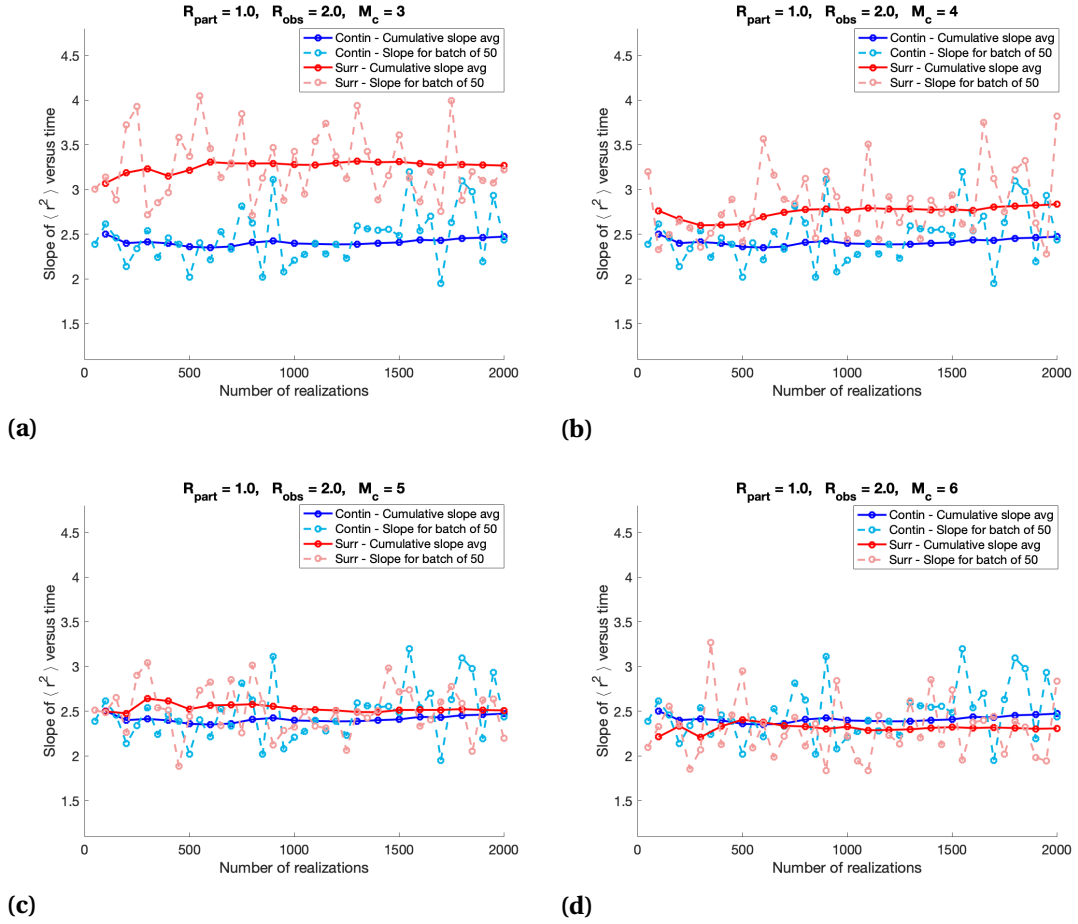 R_part = 1.0, R_obs = 2.0, M_c = 3
Contin - Cumulative slope avg
Contin - Slope for batch of 50
Surr - Cumulative slope avg
Surr - Slope for batch of 50
Slope of ⟨ r² ⟩ versus time
4.5
4
3.5
3
2.5
2
1.5
0
500
1000
1500
2000
Number of realizations
(a)
R_part = 1.0, R_obs = 2.0, M_c = 4
Contin - Cumulative slope avg
Contin - Slope for batch of 50
Surr - Cumulative slope avg
Surr - Slope for batch of 50
Slope of ⟨ r² ⟩ versus time
4.5
4
3.5
3
2.5
2
1.5
0
500
1000
1500
2000
Number of realizations
(b)
R_part = 1.0, R_obs = 2.0, M_c = 5
Contin - Cumulative slope avg
Contin - Slope for batch of 50
Surr - Cumulative slope avg
Surr - Slope for batch of 50
Slope of ⟨ r² ⟩ versus time
4.5
4
3.5
3
2.5
2
1.5
0
500
1000
1500
2000
Number of realizations
(c)
R_part = 1.0, R_obs = 2.0, M_c = 6
Contin - Cumulative slope avg
Contin - Slope for batch of 50
Surr - Cumulative slope avg
Surr - Slope for batch of 50
Slope of ⟨ r² ⟩ versus time
4.5
4
3.5
3
2.5
2
1.5
0
500
1000
1500
2000
Number of realizations
(d)